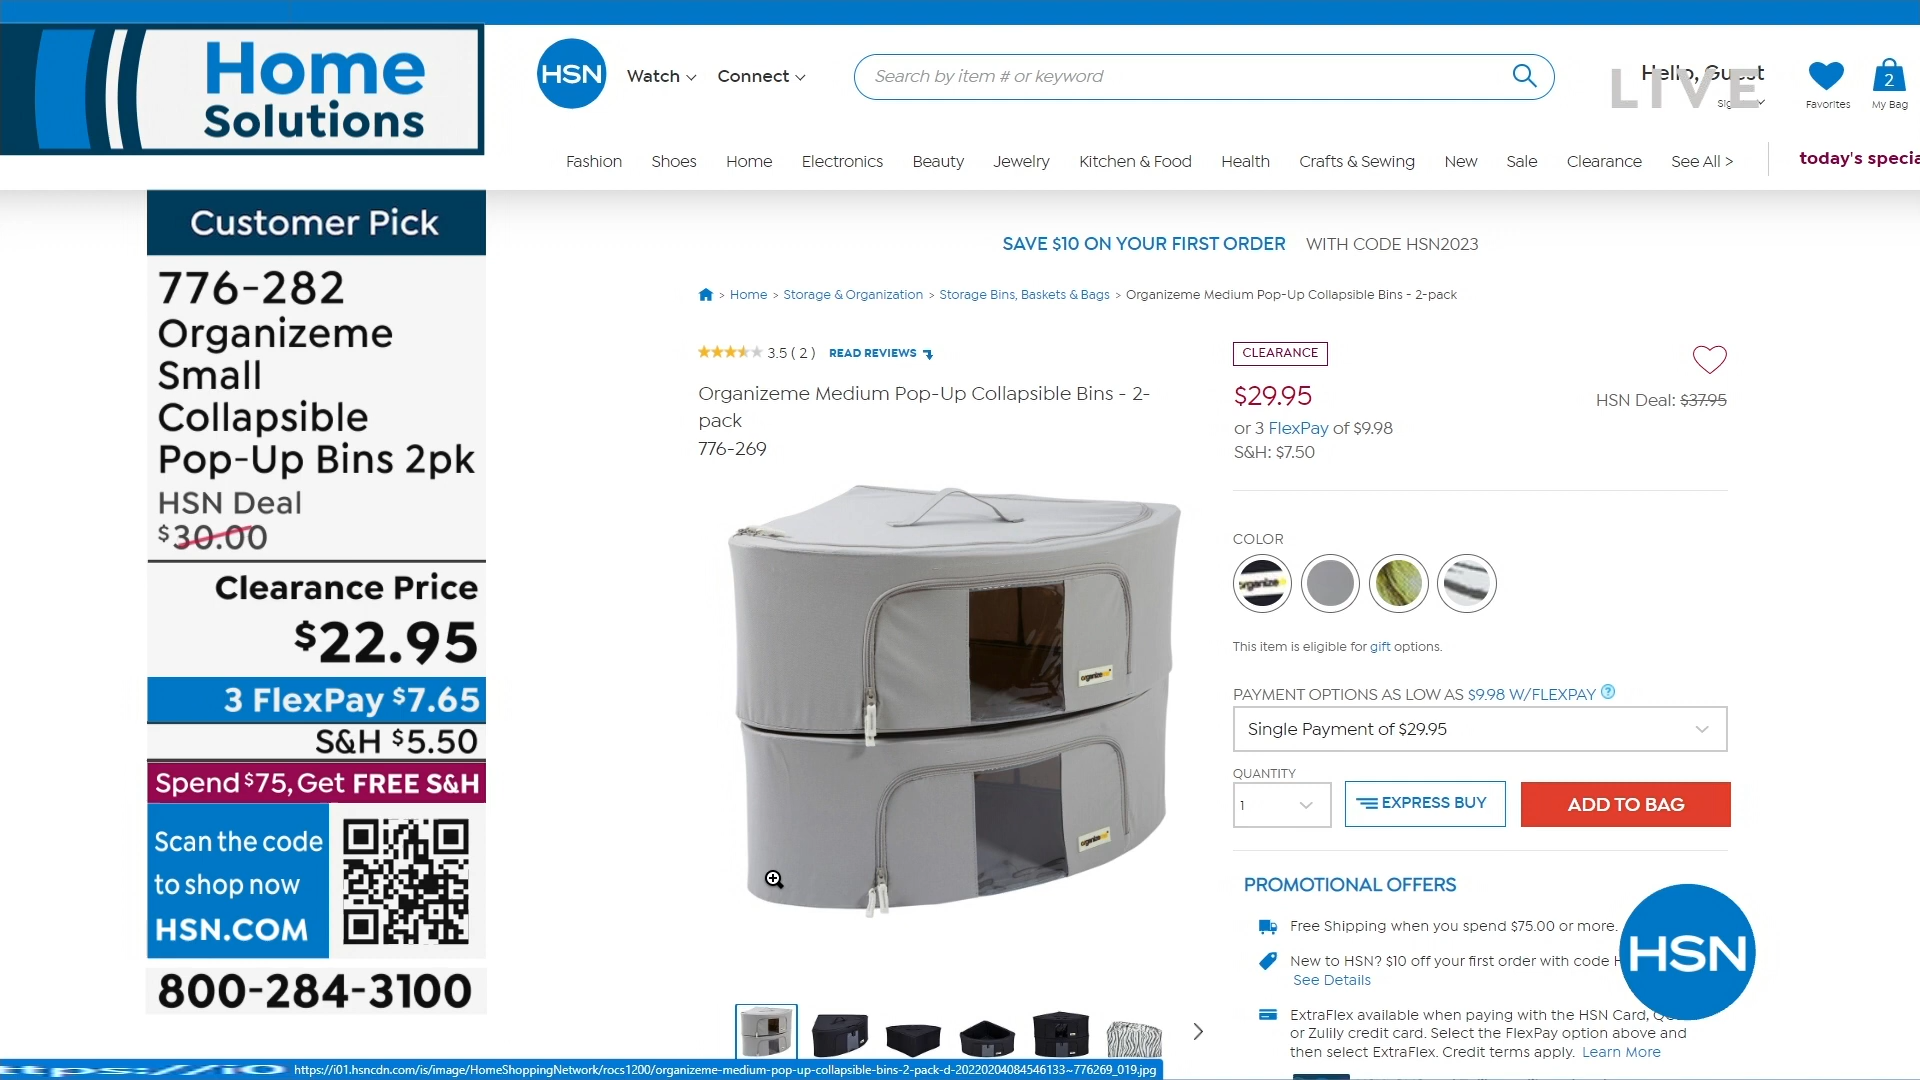 Home
Solutions
HSN
Watch
Connect
Search by item # or keyword
Hello, Guest
LIVE
2
Favorites
My Bag
Fashion
Shoes
Home
Electronics
Beauty
Jewelry
Kitchen & Food
Health
Crafts & Sewing
New
Sale
Clearance
See All >
today's specia
Customer Pick
776-282
Organizeme
Small
Collapsible
Pop-Up Bins 2pk
HSN Deal
$30.00
Clearance Price
$22.95
3 FlexPay $7.65
S&H $5.50
Spend $75, Get FREE S&H
Scan the code
to shop now
HSN.COM
800-284-3100
SAVE $10 ON YOUR FIRST ORDER WITH CODE HSN2023
> Home > Storage & Organization > Storage Bins, Baskets & Bags > Organizeme Medium Pop-Up Collapsible Bins - 2-pack
3.5 ( 2 ) READ REVIEWS
Organizeme Medium Pop-Up Collapsible Bins - 2-
pack
776-269
organizeme
organizeme
CLEARANCE
$29.95
HSN Deal: $37.95
or 3 FlexPay of $9.98
S&H: $7.50
COLOR
This item is eligible for gift options.
PAYMENT OPTIONS AS LOW AS $9.98 W/FLEXPAY ?
Single Payment of $29.95
QUANTITY
1
EXPRESS BUY
ADD TO BAG
PROMOTIONAL OFFERS
Free Shipping when you spend $75.00 or more.
New to HSN? $10 off your first order with code
See Details
ExtraFlex available when paying with the HSN Card,
or Zulily credit card. Select the FlexPay option above and
then select ExtraFlex. Credit terms apply. Learn More
HSN
https://i01.hsncdn.com/is/image/HomeShoppingNetwork/rocs1200/organizeme-medium-pop-up-collapsible-bins-2-pack-d-20220204084546133~776269_019.jpg